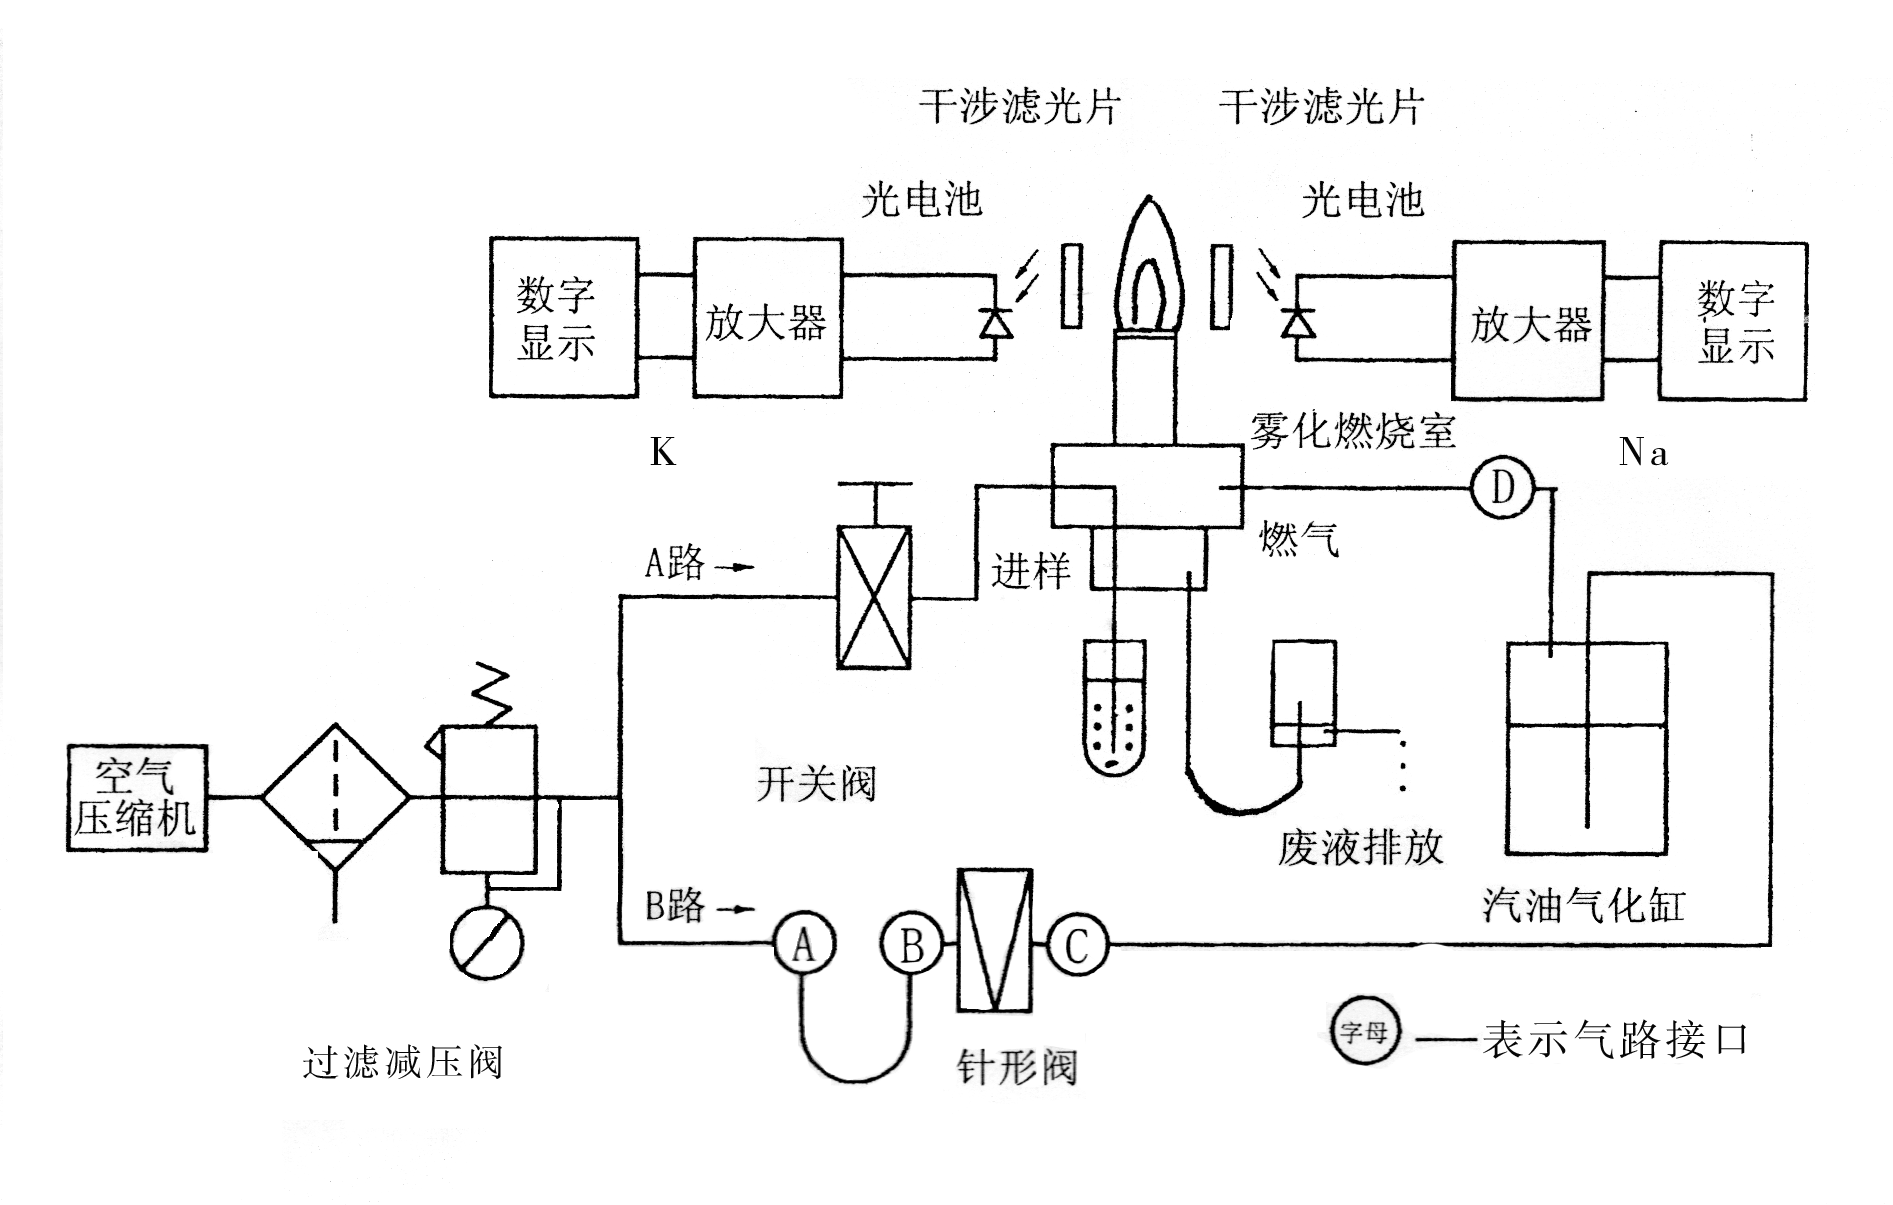 干涉滤光片
干涉滤光片
光电池
光电池
数字
显示
放大器
放大器
数字
显示
K
雾化燃烧室
Na
D
燃气
A路
进样
空气
压缩机
开关阀
废液排放
汽油气化缸
B路
A
B
C
字母
表示气路接口
过滤减压阀
针形阀